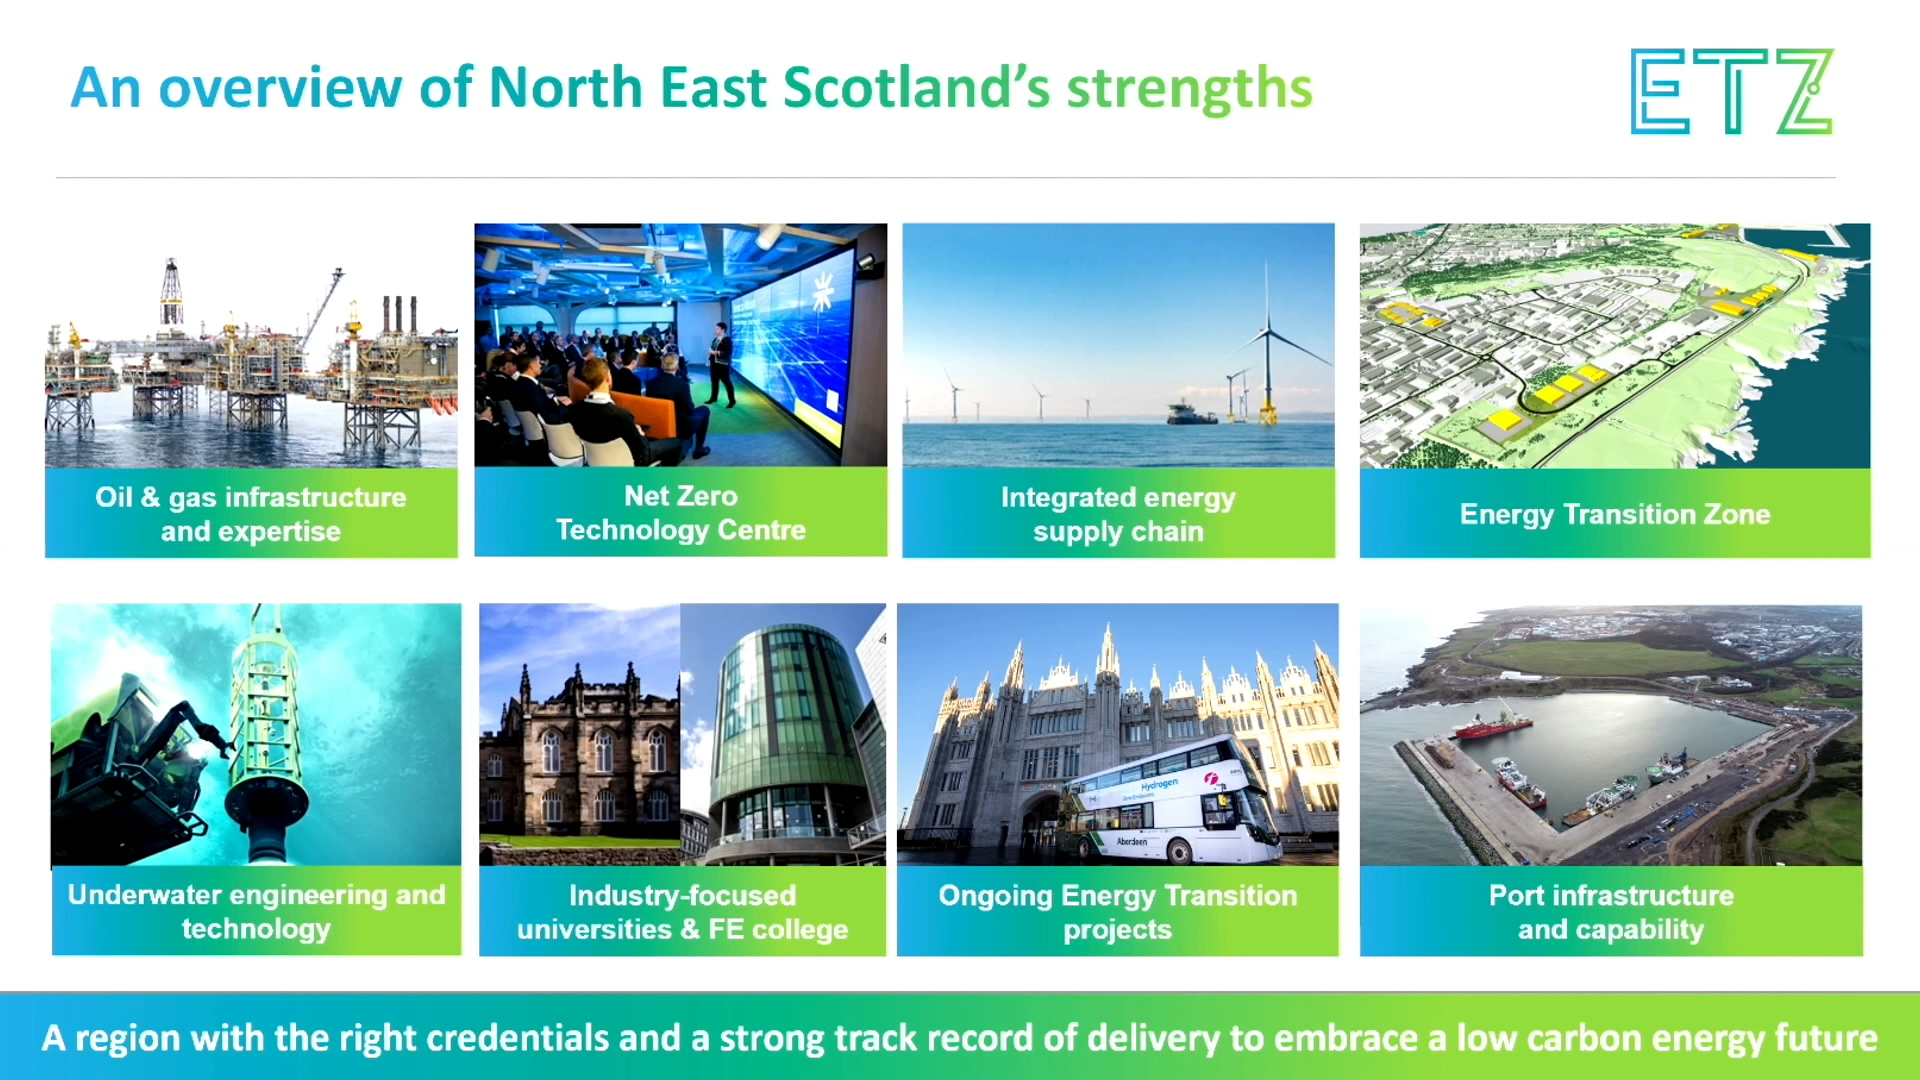 An overview of North East Scotland's strengths
ETZ
Oil & gas infrastructure
and expertise
Net Zero
Technology Centre
Integrated energy
supply chain
Energy Transition Zone
Hydrogen
Aberdeen
Underwater engineering and
technology
Industry-focused
universities & FE college
Ongoing Energy Transition
projects
Port infrastructure
and capability
A region with the right credentials and a strong track record of delivery to embrace a low carbon energy future